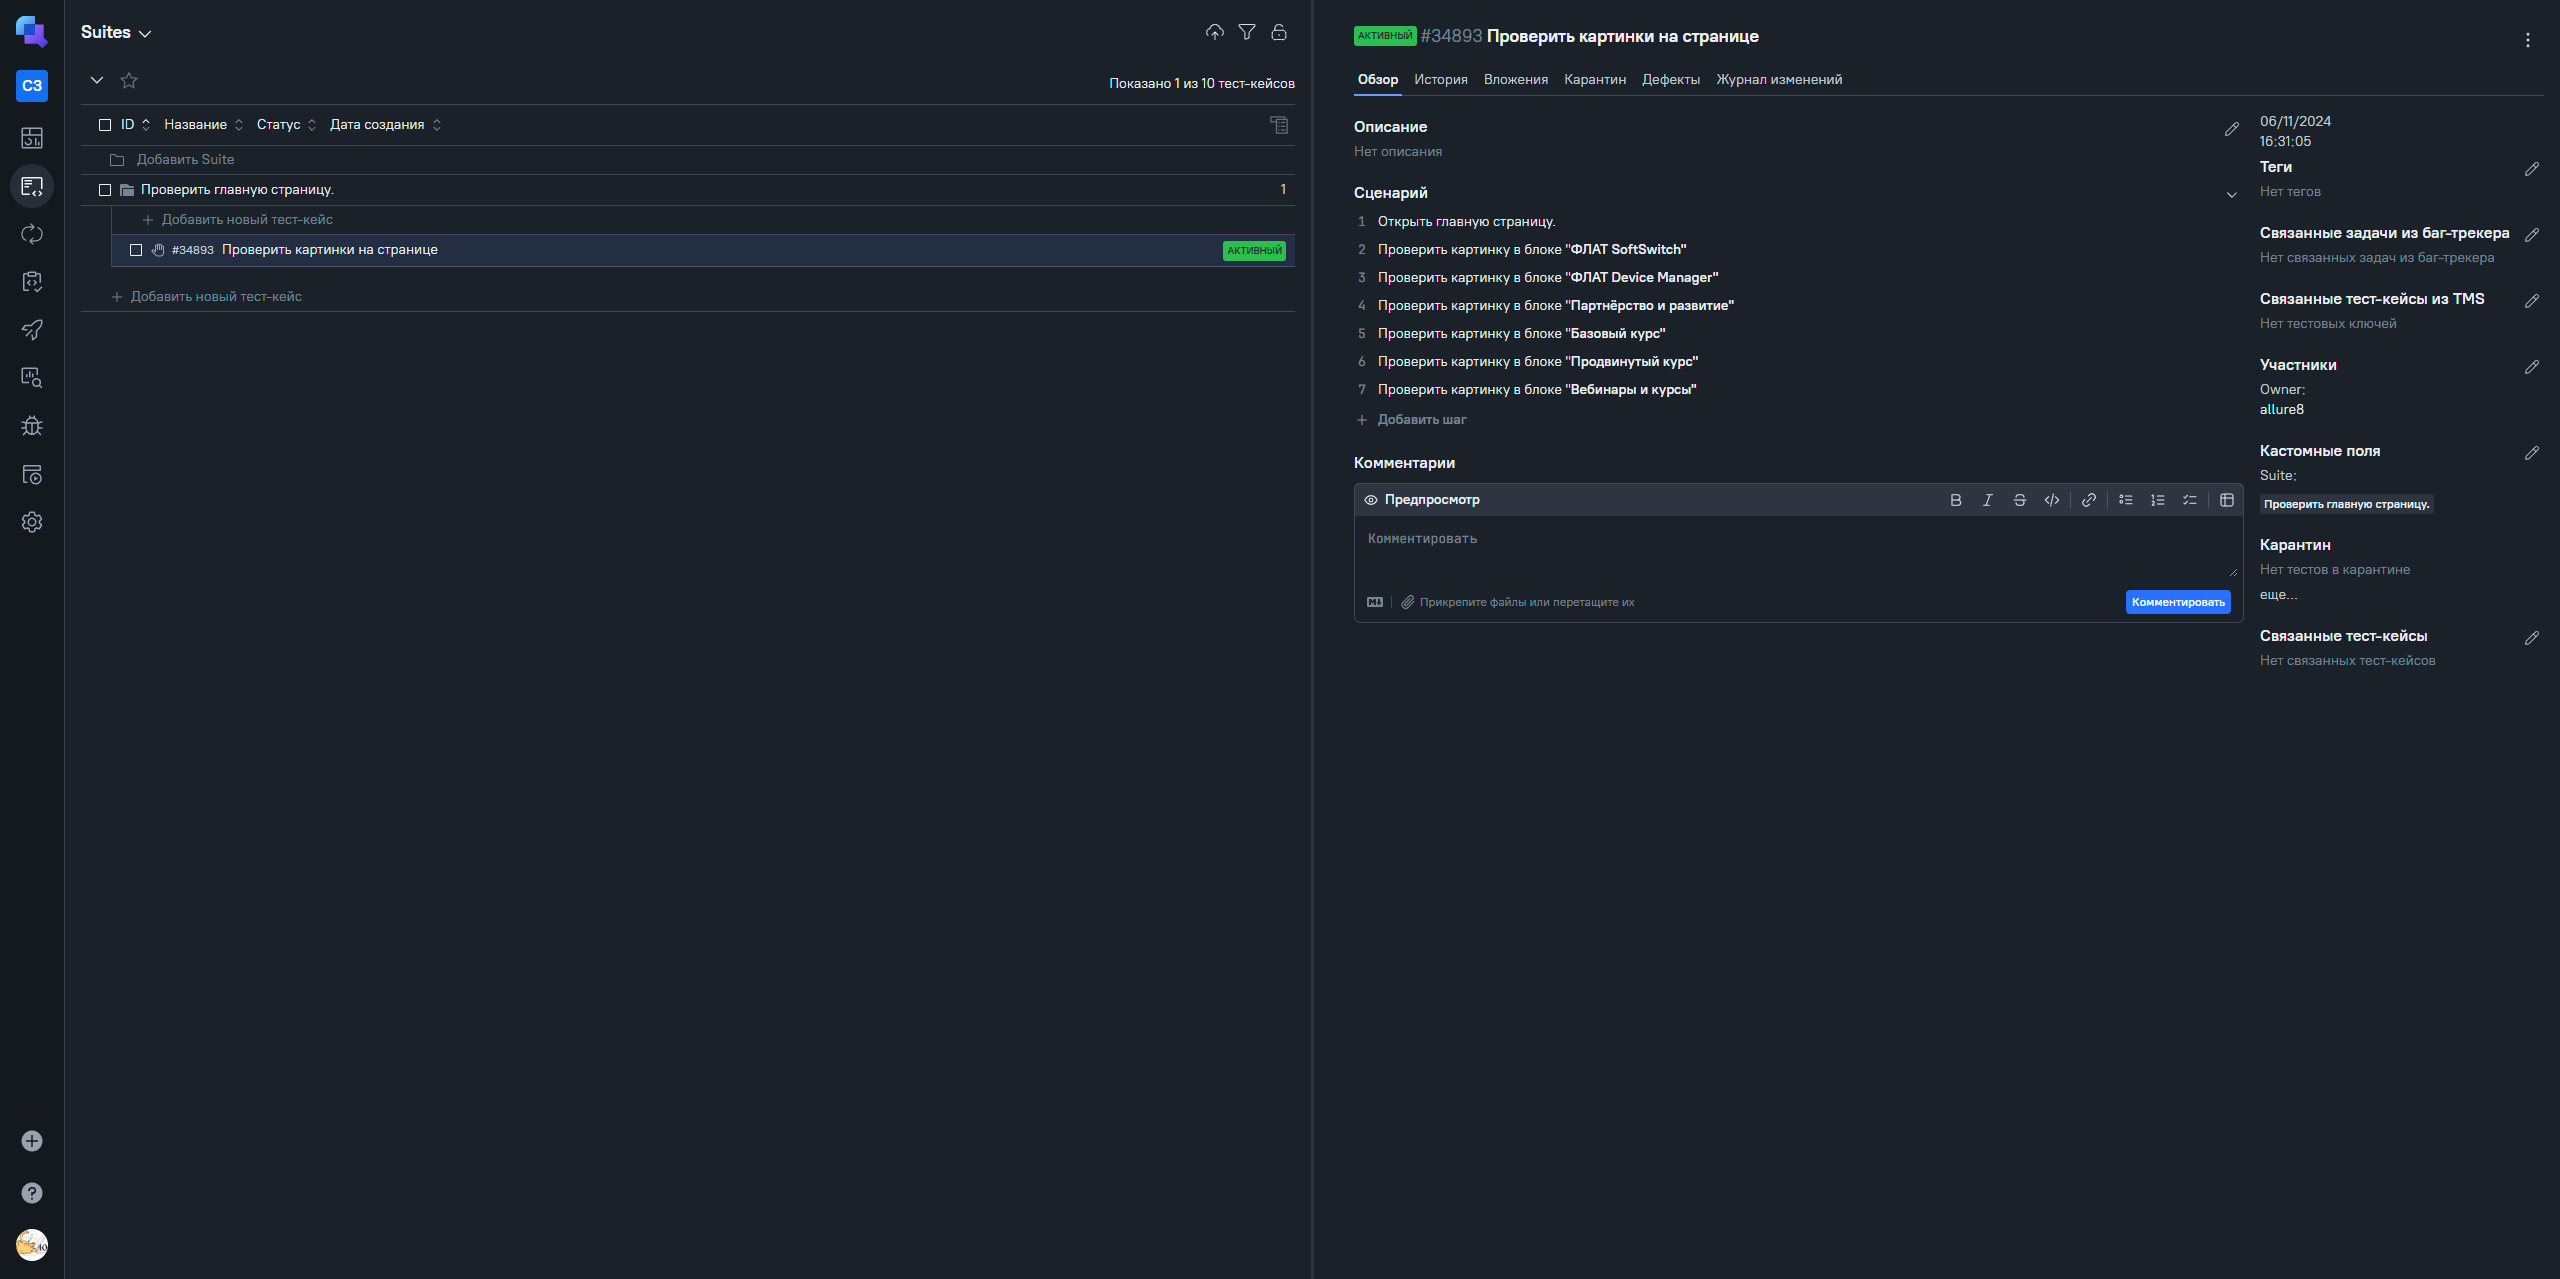 C3
Suites
Показано 1 из 10 тест-кейсов
ID Название Статус Дата создания
Добавить Suite
Проверить главную страницу. 1
Добавить новый тест-кейс
#34893 Проверить картинки на странице АКТИВНЫЙ
Добавить новый тест-кейс
АКТИВНЫЙ #34893 Проверить картинки на странице
Обзор История Вложения Карантин Дефекты Журнал изменений
Описание
Нет описания
Сценарий
1 Открыть главную страницу.
2 Проверить картинку в блоке "ФЛАТ SoftSwitch"
3 Проверить картинку в блоке "ФЛАТ Device Manager"
4 Проверить картинку в блоке "Партнёрство и развитие"
5 Проверить картинку в блоке "Базовый курс"
6 Проверить картинку в блоке "Продвинутый курс"
7 Проверить картинку в блоке "Вебинары и курсы"
Добавить шаг
Комментарии
Предпросмотр
Комментировать
Прикрепите файлы или перетащите их
Комментировать
06/11/2024
16:31:05
Теги
Нет тегов
Связанные задачи из баг-трекера
Нет связанных задач из баг-трекера
Связанные тест-кейсы из TMS
Нет тестовых ключей
Участники
Owner:
allure8
Кастомные поля
Suite:
Проверить главную страницу.
Карантин
Нет тестов в карантине
еще...
Связанные тест-кейсы
Нет связанных тест-кейсов